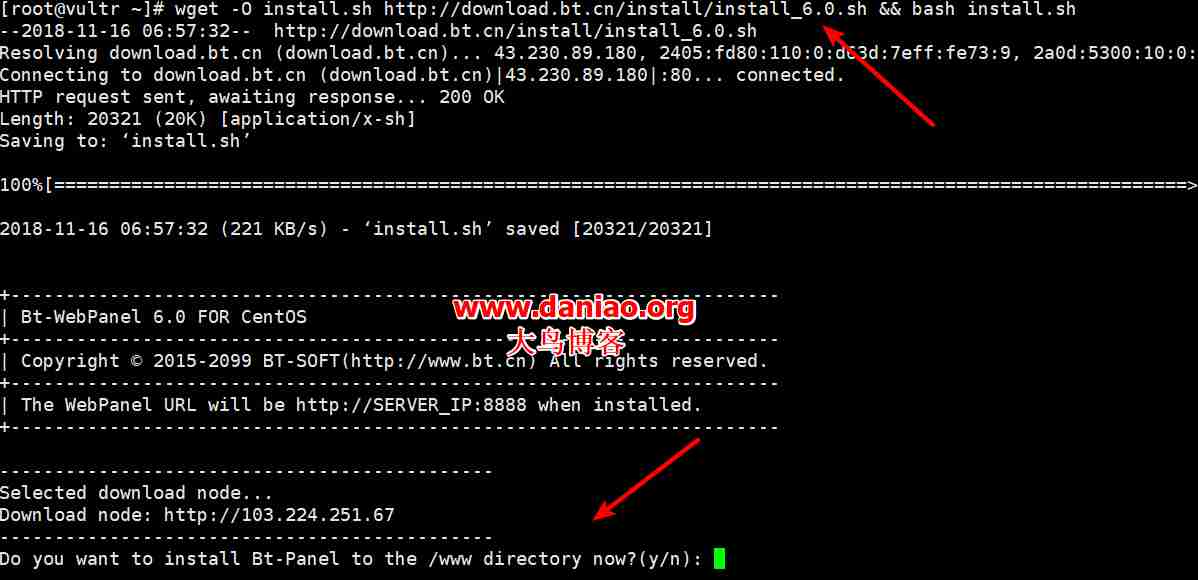 [root@vultr ~]# wget -O install.sh http://download.bt.cn/install/install_6.0.sh && bash install.sh
--2018-11-16 06:57:32--  http://download.bt.cn/install/install_6.0.sh
Resolving download.bt.cn (download.bt.cn)... 43.230.89.180, 2405:fd80:110:0:d63d:7eff:fe73:9, 2a0d:5300:10:0:
Connecting to download.bt.cn (download.bt.cn)|43.230.89.180|:80... connected.
HTTP request sent, awaiting response... 200 OK
Length: 20321 (20K) [application/x-sh]
Saving to: ‘install.sh’
100%[=======================================================================================================>
2018-11-16 06:57:32 (221 KB/s) - ‘install.sh’ saved [20321/20321]
+----------------------------------------------------------------------
www.daniao.org
| Bt-WebPanel 6.0 FOR CentOS
+----------------------------------------------------------------------
大鸟博客
| Copyright © 2015-2099 BT-SOFT(http://www.bt.cn) All rights reserved.
+----------------------------------------------------------------------
| The WebPanel URL will be http://SERVER_IP:8888 when installed.
+----------------------------------------------------------------------
---------------------------------------------
Selected download node...
Download node: http://103.224.251.67
---------------------------------------------
Do you want to install Bt-Panel to the /www directory now?(y/n):